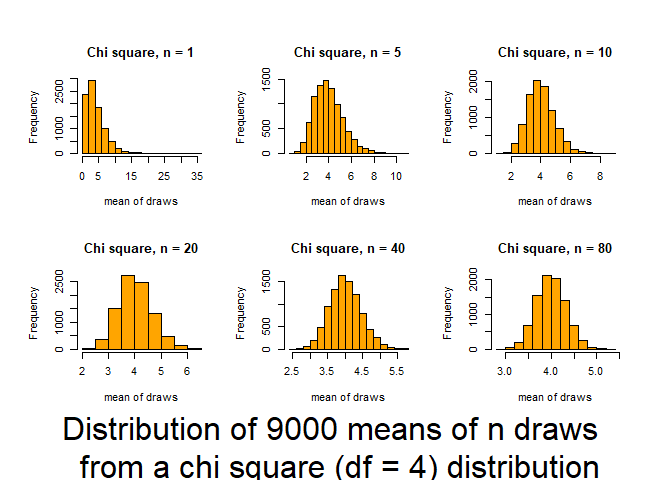 Chi square, n = 1
Frequency
0 1000 2500
0 5 15 25 35
mean of draws
Chi square, n = 5
Frequency
0 500 1500
2 4 6 8 10
mean of draws
Chi square, n = 10
Frequency
0 1000 2000
2 4 6 8
mean of draws
Chi square, n = 20
Frequency
0 1000 2500
2 3 4 5 6
mean of draws
Chi square, n = 40
Frequency
0 500 1500
2.5 3.5 4.5 5.5
mean of draws
Chi square, n = 80
Frequency
0 1000 2000
3.0 4.0 5.0
mean of draws
Distribution of 9000 means of n draws
from a chi square (df = 4) distribution